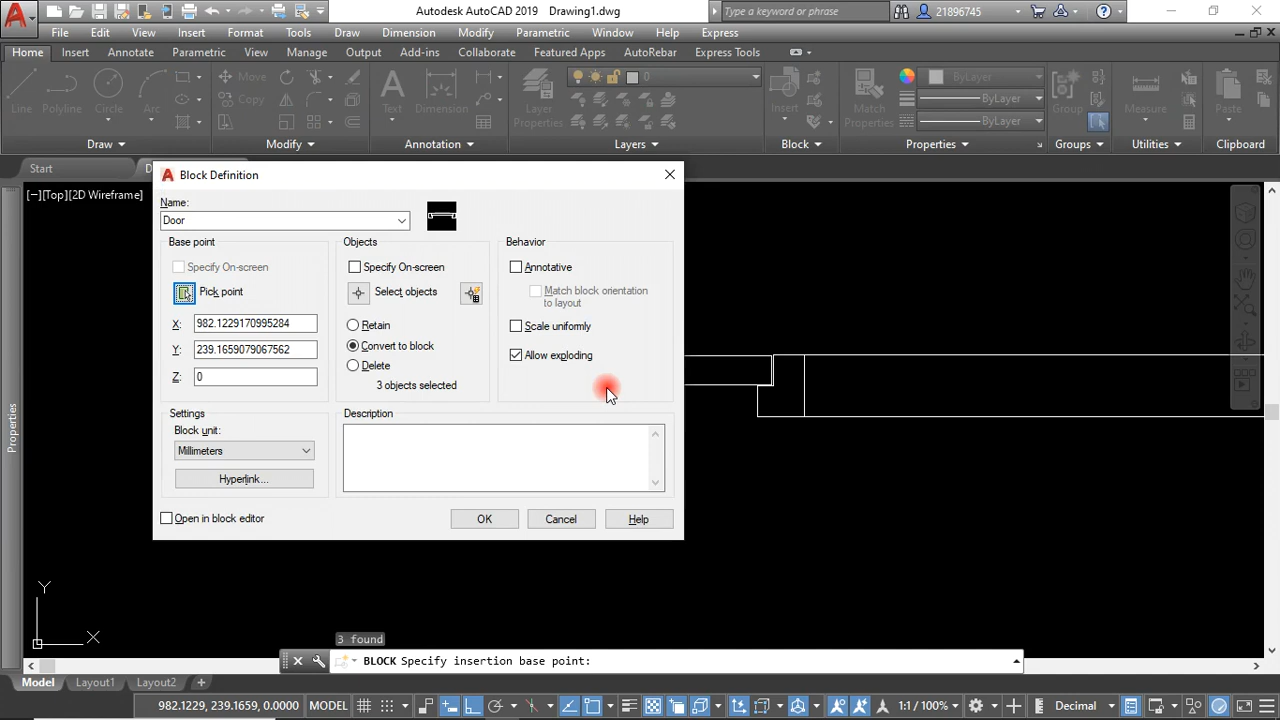 Autodesk AutoCAD 2019 Drawing1.dwg
Type a keyword or phrase
21896745
File Edit View Insert Format Tools Draw Dimension Modify Parametric Window Help Express
Home Insert Annotate Parametric View Manage Output Add-ins Collaborate Featured Apps AutoRebar Express Tools
Move
Copy
Line Polyline Circle Arc
Text Dimension
Layer
Properties
0
Insert
Match
Properties
ByLayer
ByLayer
ByLayer
Group
Measure
Paste
Draw Modify Annotation Layers Block Properties Groups Utilities Clipboard
Start D
[−][Top][2D Wireframe]
Block Definition
Name:
Door
Base point
Specify On-screen
Pick point
X: 982.1229170995284
Y: 239.1659079067562
Z: 0
Objects
Specify On-screen
Select objects
Retain
Convert to block
Delete
3 objects selected
Behavior
Annotative
Match block orientation
to layout
Scale uniformly
Allow exploding
Settings
Block unit:
Millimeters
Hyperlink...
Description
Open in block editor
OK Cancel Help
Properties
Y
X
3 found
BLOCK Specify insertion base point:
Model Layout1 Layout2 +
982.1229, 239.1659, 0.0000 MODEL
1:1 / 100%
Decimal